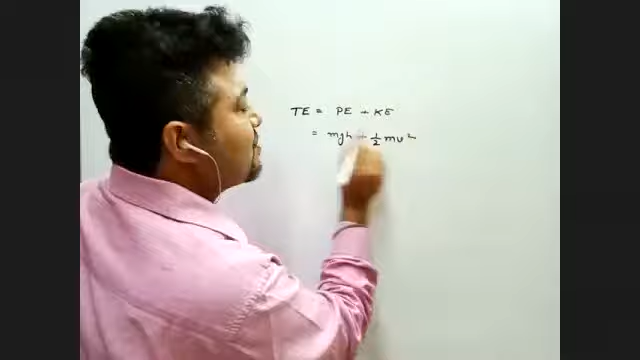 TE = PE + KE
= mgh + 1/2 mv²